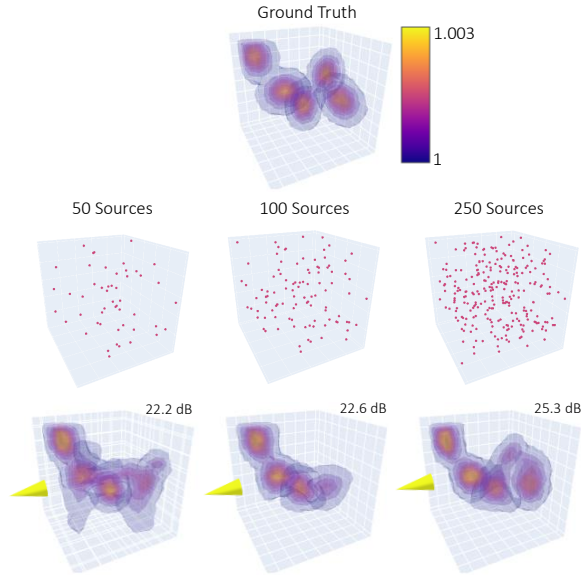 Ground Truth
1.003
1
50 Sources
100 Sources
250 Sources
22.2 dB
22.6 dB
25.3 dB